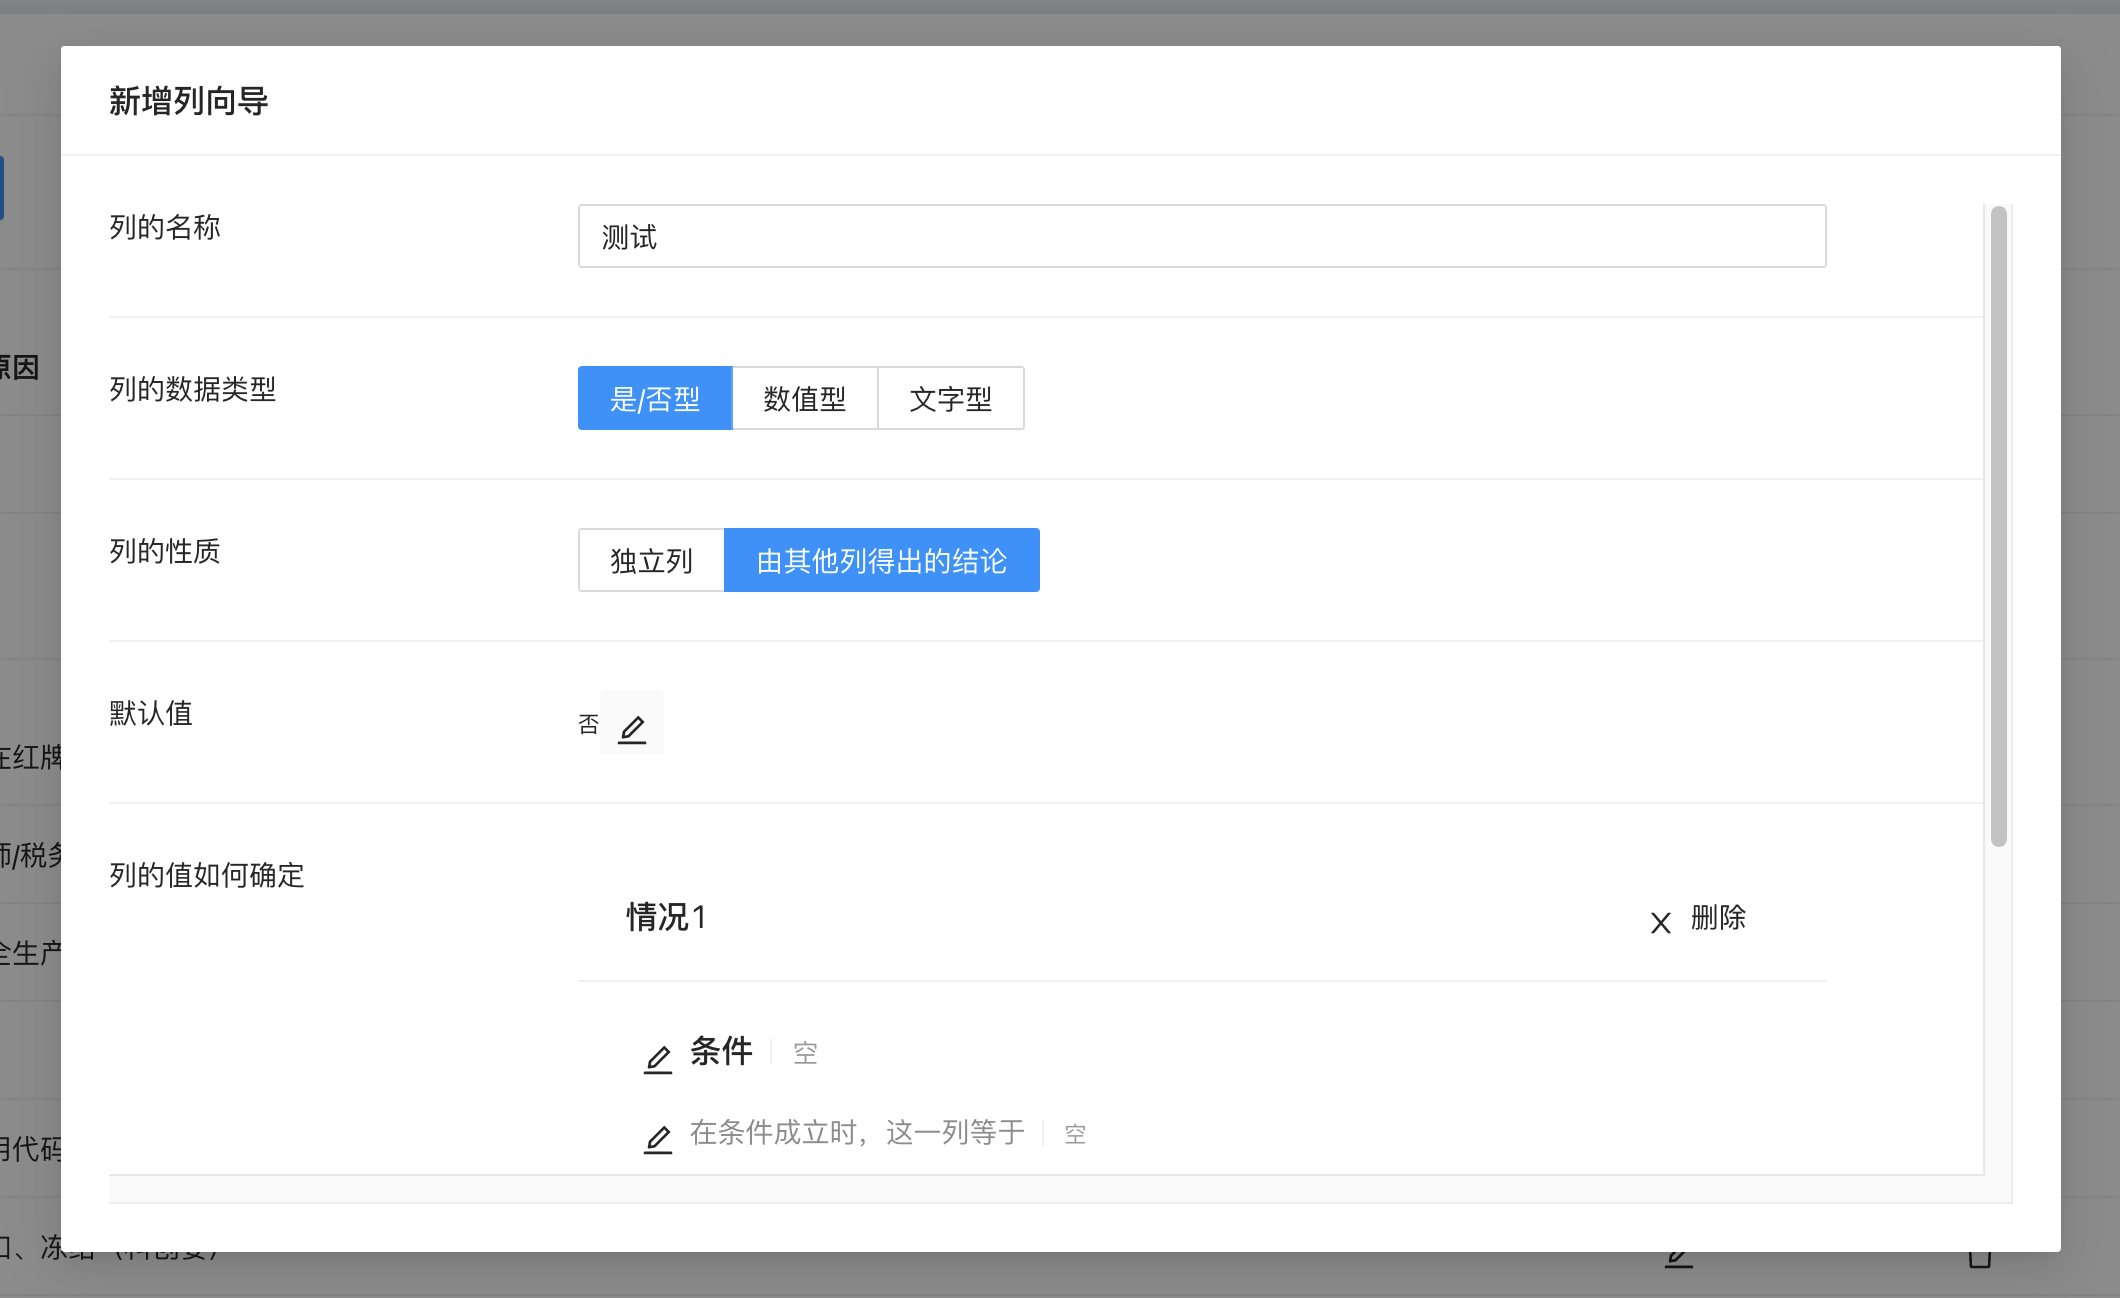 新增列向导
列的名称
测试
列的数据类型
是/否型 数值型 文字型
列的性质
独立列 由其他列得出的结论
默认值
否
列的值如何确定
情况1
删除
条件 空
在条件成立时，这一列等于 空
原因
在红牌
师/税务
全生产
用代码
口、冻结